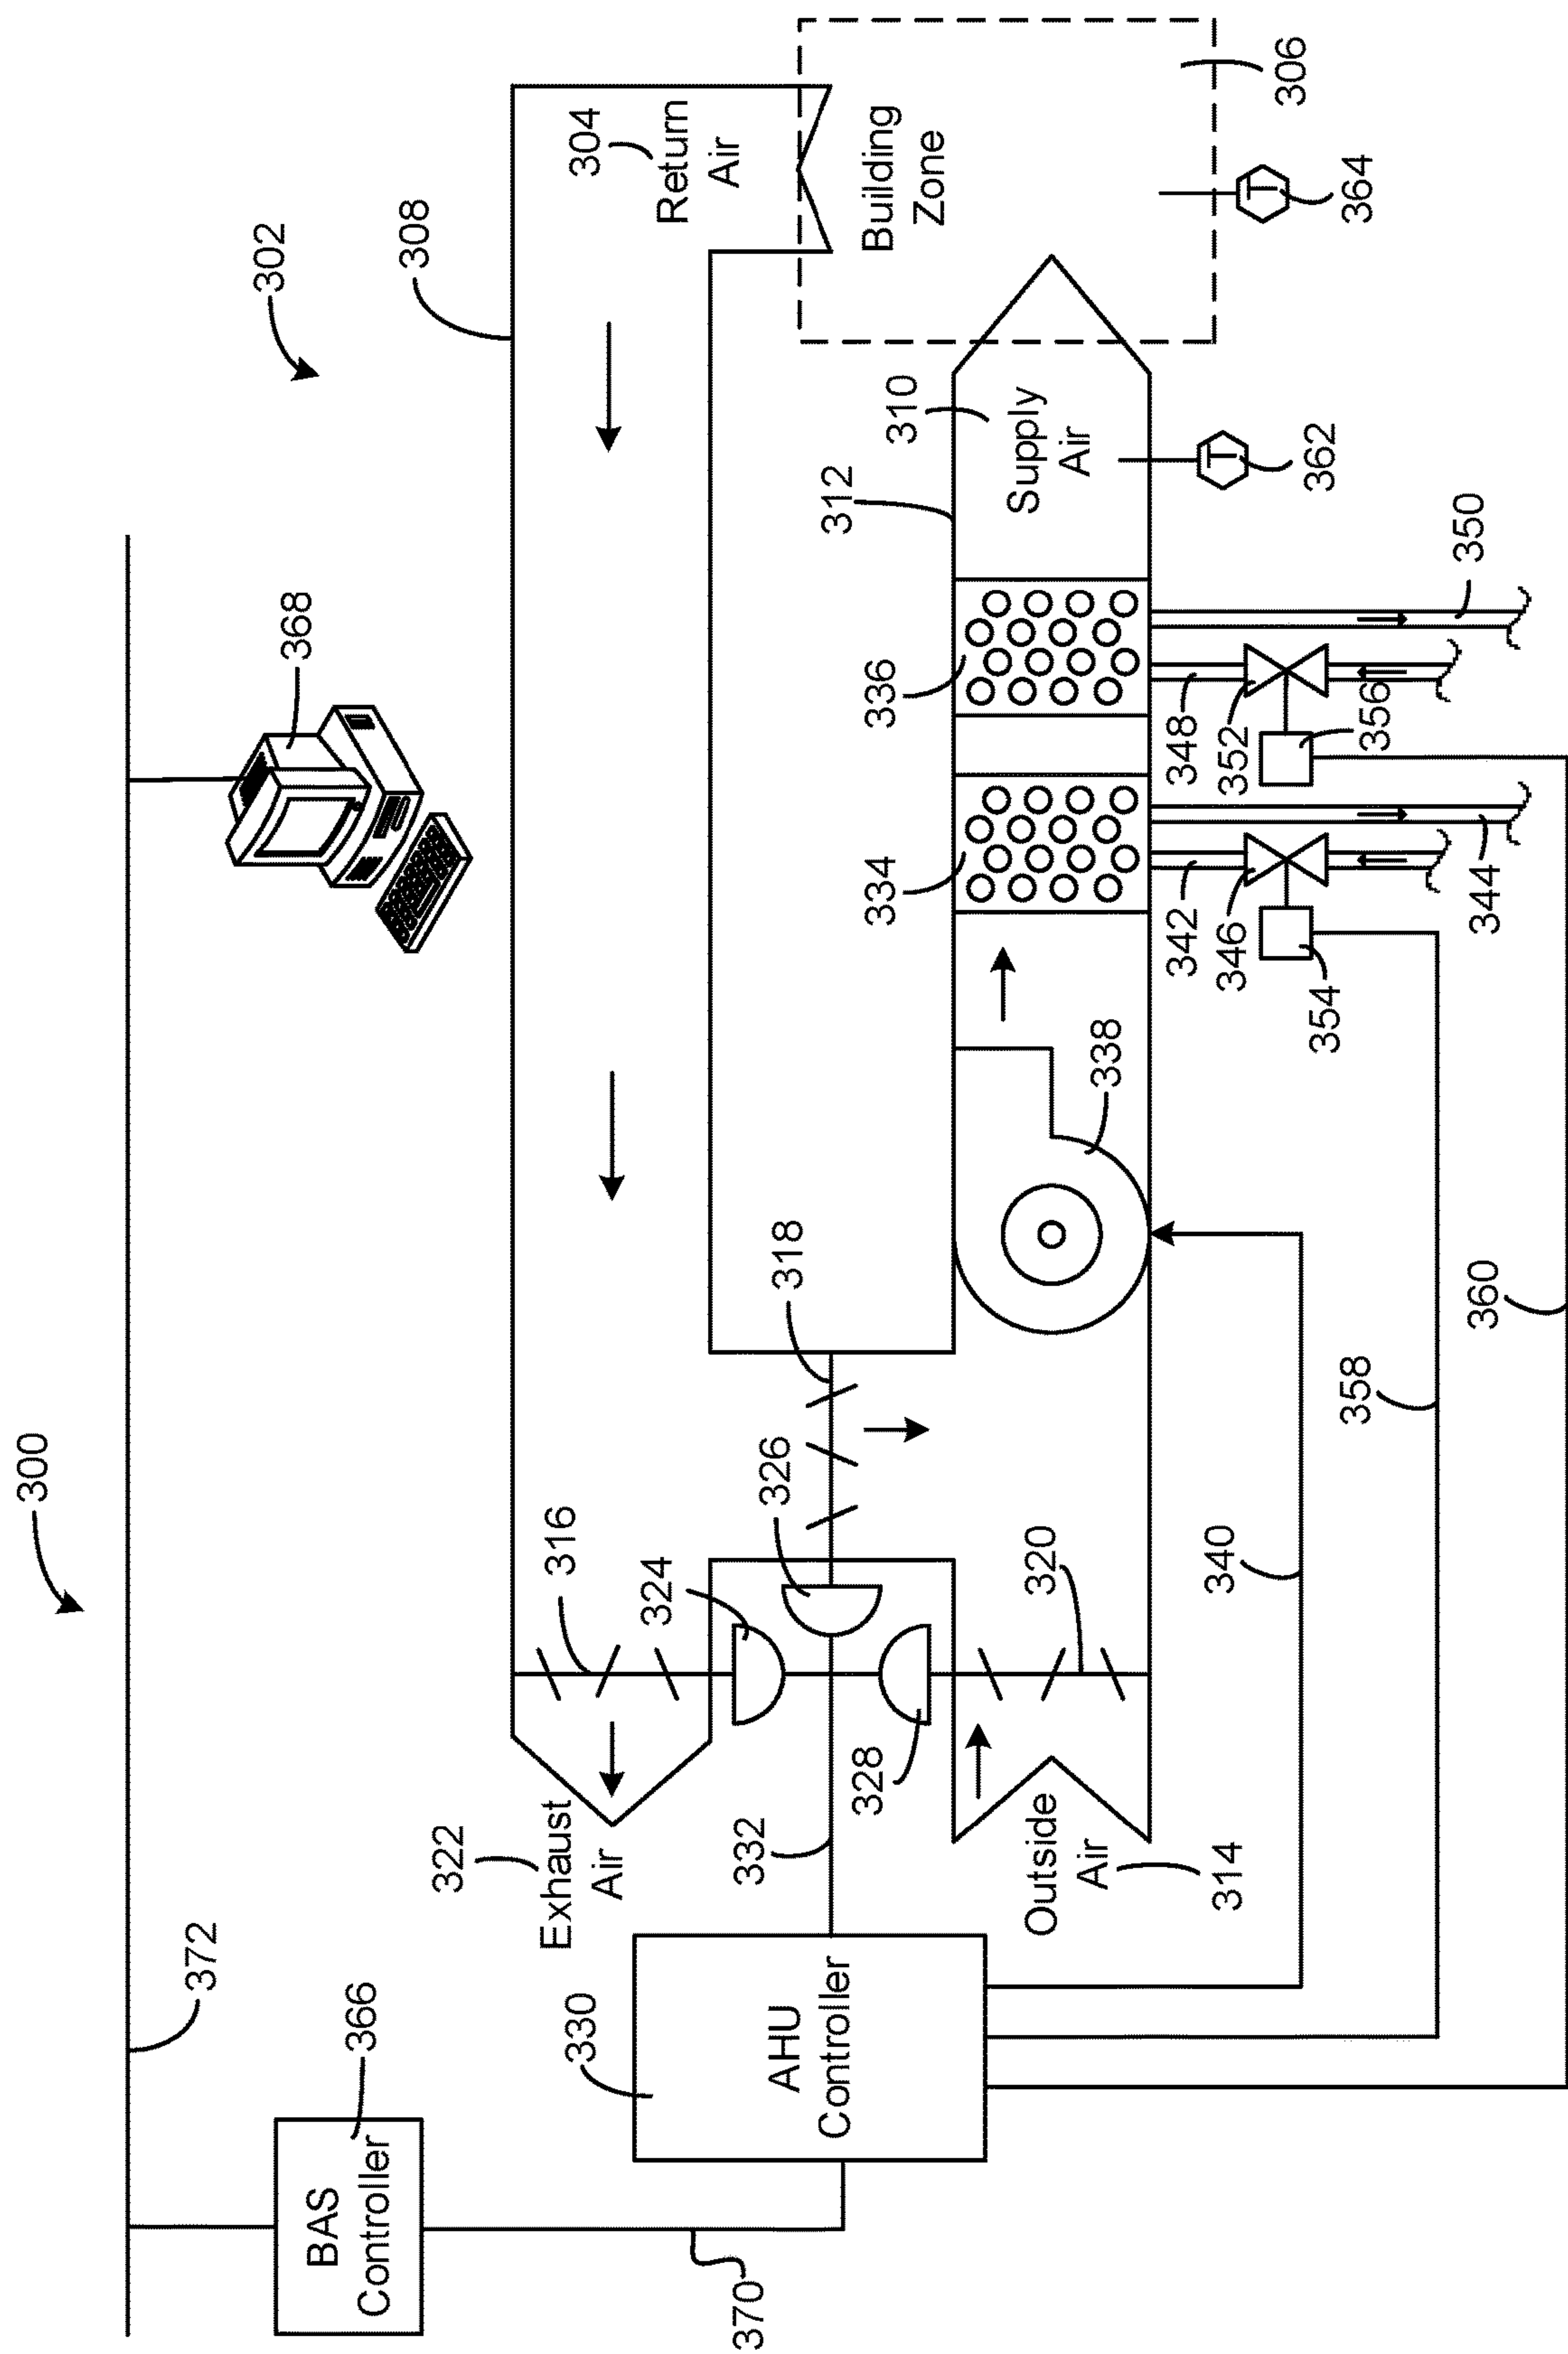 300
372
368
302
BAS
Controller
366
370
308
304
Return
Air
322
Exhaust
Air
316
324
330
AHU
Controller
332
326
318
328
Building
Zone
306
312
310
Supply
Air
334
336
338
Outside
Air
314
320
340
342
346
354
344
348
352
356
350
362
364
T
T
358
360